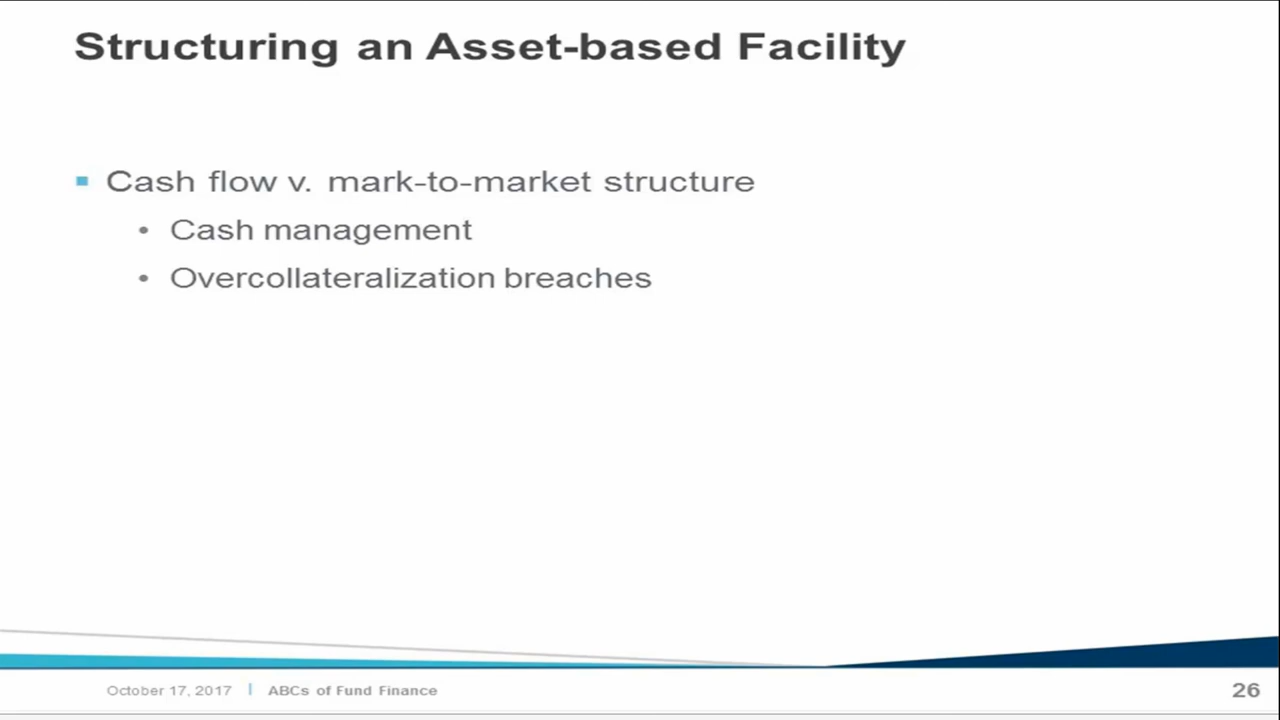 Structuring an Asset-based Facility
Cash flow v. mark-to-market structure
• Cash management
• Overcollateralization breaches
October 17, 2017 | ABCs of Fund Finance
26